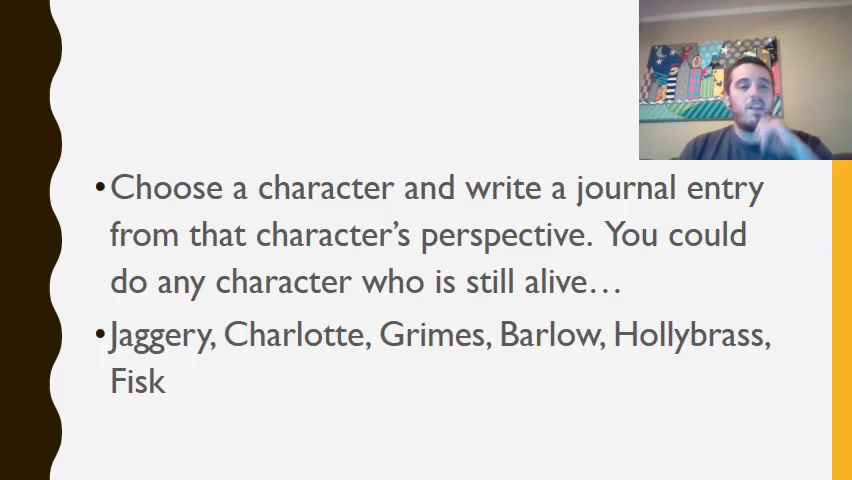 •Choose a character and write a journal entry
from that character’s perspective.  You could
do any character who is still alive…
•Jaggery, Charlotte, Grimes, Barlow, Hollybrass,
Fisk